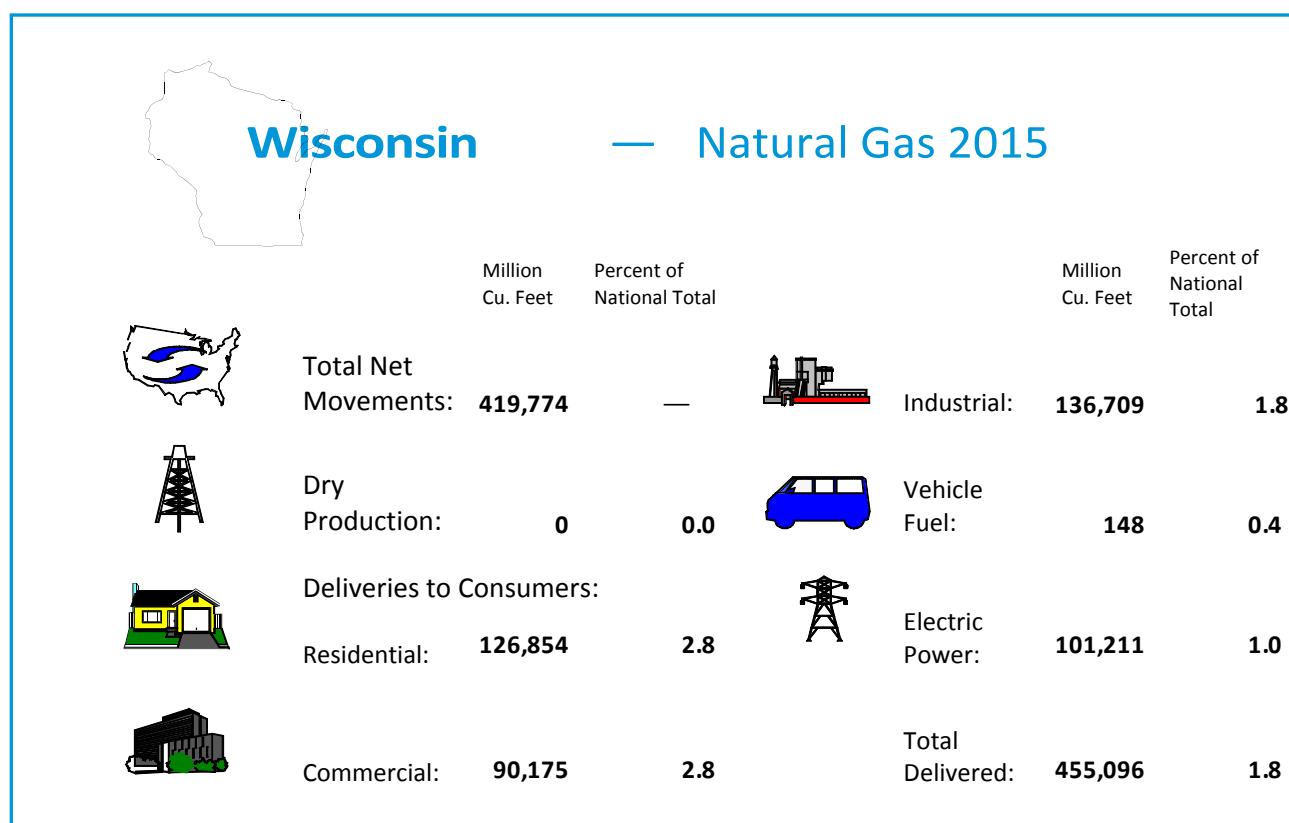 Wisconsin — Natural Gas 2015
Million
Cu. Feet
Percent of
National Total
Total Net
Movements: 419,774 —
Dry
Production: 0 0.0
Deliveries to Consumers:
Residential: 126,854 2.8
Commercial: 90,175 2.8
Million
Cu. Feet
Percent of
National
Total
Industrial: 136,709 1.8
Vehicle
Fuel: 148 0.4
Electric
Power: 101,211 1.0
Total
Delivered: 455,096 1.8